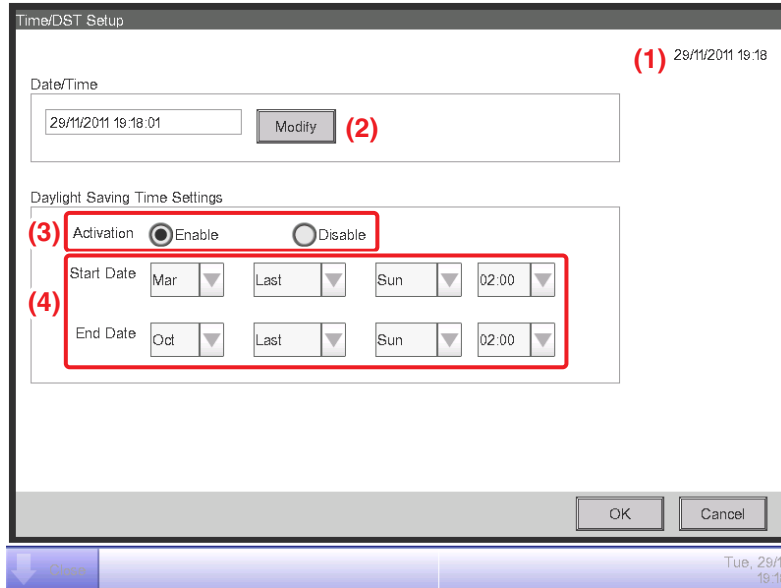 Time/DST Setup
(1) 29/11/2011 19:18
Date/Time
29/11/2011 19:18:01 Modify (2)
Daylight Saving Time Settings
(3) Activation Enable Disable
Start Date Mar Last Sun 02:00
(4)
End Date Oct Last Sun 02:00
OK Cancel
Close Tue, 29/1
19:1